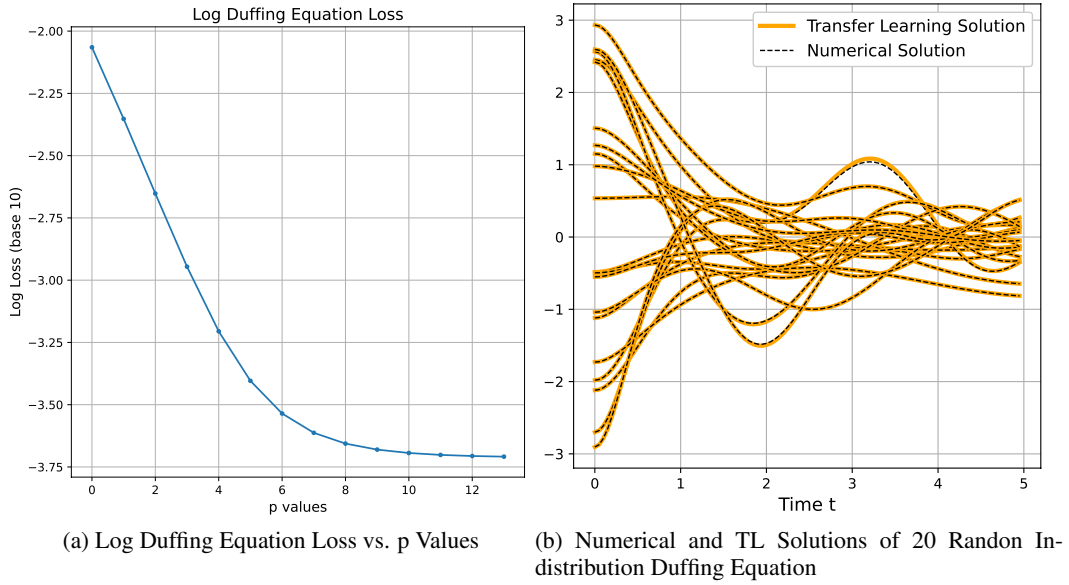 Log Duffing Equation Loss
−2.00
−2.25
−2.50
−2.75
−3.00
−3.25
−3.50
−3.75
Log Loss (base 10)
0 2 4 6 8 10 12
p values
(a) Log Duffing Equation Loss vs. p Values
Transfer Learning Solution
Numerical Solution
3
2
1
0
−1
−2
−3
0 1 2 3 4 5
Time t
(b) Numerical and TL Solutions of 20 Randon In-
distribution Duffing Equation